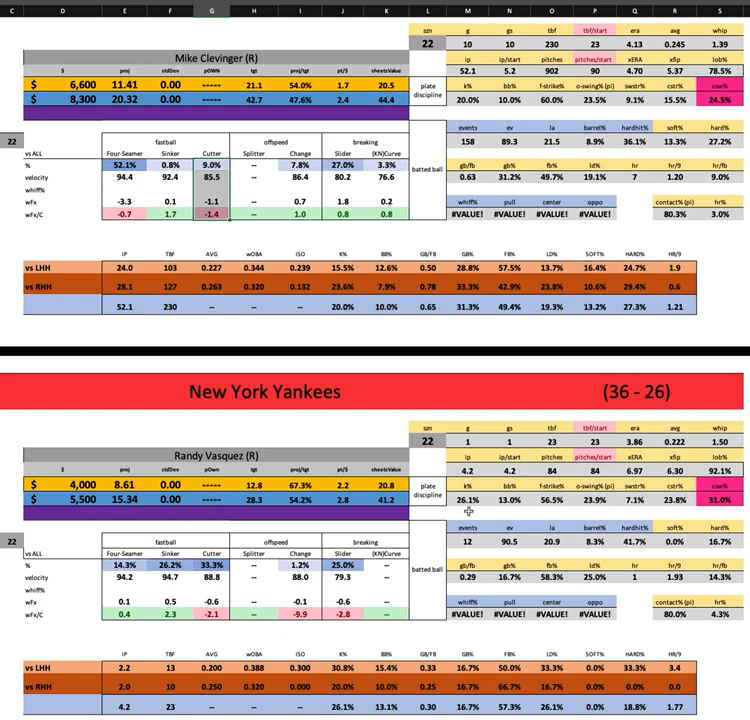 C D E F G H I J K L M N O P Q R S
szn g gs tbf tbf/start era avg whip
22 10 10 230 23 4.13 0.245 1.39
Mike Clevinger (R) ip ip/start pitches pitches/start xERA xfip lob%
52.1 5.2 902 90 4.70 5.37 78.5%
$ proj stdDev pOWN tgt proj/tgt pt/$ sheetsValue
$ 6,600 11.41 0.00 ----- 21.1 54.0% 1.7 20.5 plate discipline k% bb% f-strike% o-swing% (pi) swstr% cstr% csw%
$ 8,300 20.32 0.00 ----- 42.7 47.6% 2.4 44.4 20.0% 10.0% 60.0% 23.5% 9.1% 15.5% 24.5%
events ev la barrel% hardhit% soft% hard%
22 fastball offspeed breaking 158 89.3 21.5 8.9% 36.1% 13.3% 27.2%
vs ALL Four-Seamer Sinker Cutter Splitter Change Slider (KN)Curve
% 52.1% 0.8% 9.0% -- 7.8% 27.0% 3.3% batted ball gb/fb gb% fb% ld% hr hr/9 hr/fb
velocity 94.4 92.4 85.5 -- 86.4 80.2 76.6 0.63 31.2% 49.7% 19.1% 7 1.20 9.0%
whiff%
wFx -3.3 0.1 -1.1 0.7 1.8 0.2 whiff% pull center oppo contact% (pi) hr%
wFx/C -0.7 1.7 -1.4 1.0 0.8 0.8 #VALUE! #VALUE! #VALUE! #VALUE! 80.3% 3.0%
IP TBF AVG wOBA ISO K% BB% GB/FB GB% FB% LD% SOFT% HARD% HR/9
vs LHH 24.0 103 0.227 0.344 0.239 15.5% 12.6% 0.50 28.8% 57.5% 13.7% 16.4% 24.7% 1.9
vs RHH 28.1 127 0.263 0.320 0.132 23.6% 7.9% 0.78 33.3% 42.9% 23.8% 10.6% 29.4% 0.6
52.1 230 -- -- -- 20.0% 10.0% 0.65 31.3% 49.4% 19.3% 13.2% 27.3% 1.21
New York Yankees (36 - 26)
szn g gs tbf tbf/start era avg whip
22 1 1 23 23 3.86 0.222 1.50
Randy Vasquez (R) ip ip/start pitches pitches/start xERA xfip lob%
$ proj stdDev pOwn tgt proj/tgt pt/$ sheetsValue 4.2 4.2 84 84 6.97 6.30 92.1%
$ 4,000 8.61 0.00 ----- 12.8 67.3% 2.2 20.8 plate discipline k% bb% f-strike% o-swing% (pi) swstr% cstr% csw%
$ 5,500 15.34 0.00 ----- 28.3 54.2% 2.8 41.2 26.1% 13.0% 56.5% 23.9% 7.1% 23.8% 31.0%
events ev la barrel% hardhit% soft% hard%
22 fastball offspeed breaking 12 90.5 20.9 8.3% 41.7% 0.0% 16.7%
vs ALL Four-Seamer Sinker Cutter Splitter Change Slider (KN)Curve
% 14.3% 26.2% 33.3% -- 1.2% 25.0% -- batted ball gb/fb gb% fb% ld% hr hr/9 hr/fb
velocity 94.2 94.7 88.8 -- 88.0 79.3 -- 0.29 16.7% 58.3% 25.0% 1 1.93 14.3%
whiff%
wFx 0.1 0.5 -0.6 -- -0.1 -0.6 -- whiff% pull center oppo contact% (pi) hr%
wFx/C 0.4 2.3 -2.1 -- -9.9 -2.8 -- #VALUE! #VALUE! #VALUE! #VALUE! 80.0% 4.3%
IP TBF AVG wOBA ISO K% BB% GB/FB GB% FB% LD% SOFT% HARD% HR/9
vs LHH 2.2 13 0.200 0.388 0.300 30.8% 15.4% 0.33 16.7% 50.0% 33.3% 0.0% 33.3% 3.4
vs RHH 2.0 10 0.250 0.320 0.000 20.0% 10.0% 0.25 16.7% 66.7% 16.7% 0.0% 0.0% 0.0
4.2 23 -- -- -- 26.1% 13.1% 0.30 16.7% 57.3% 26.1% 0.0% 18.8% 1.77